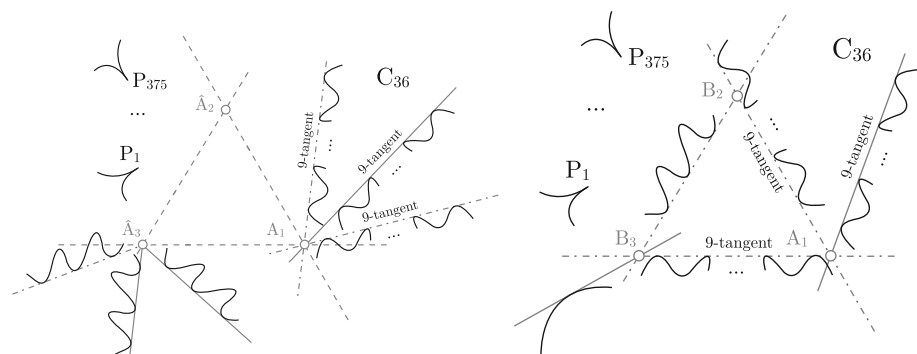 P₃₇₅
...
P₁
Â₂
Â₃
A₁
C₃₆
9-tangent
9-tangent
9-tangent
...
...
P₃₇₅
...
P₁
B₂
B₃
A₁
C₃₆
9-tangent
9-tangent
9-tangent
...
...
...